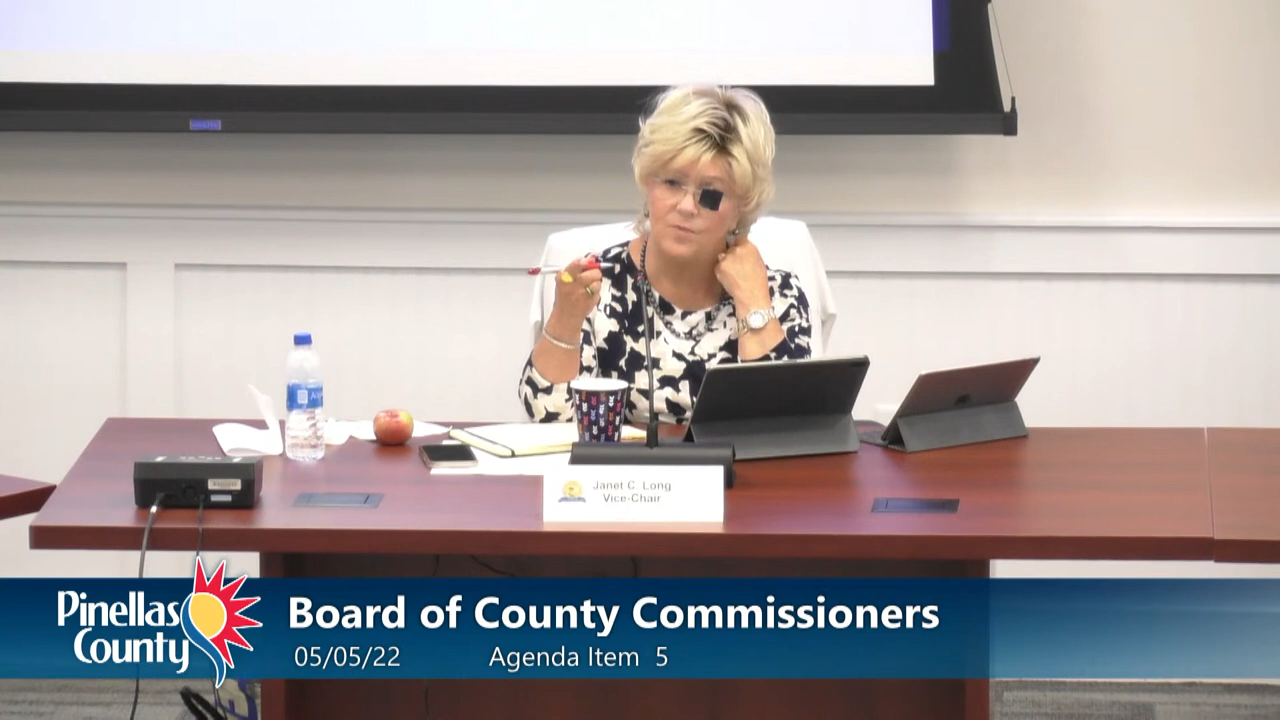 Janet C. Long
Vice-Chair
Pinellas
County
Board of County Commissioners
05/05/22 Agenda Item 5